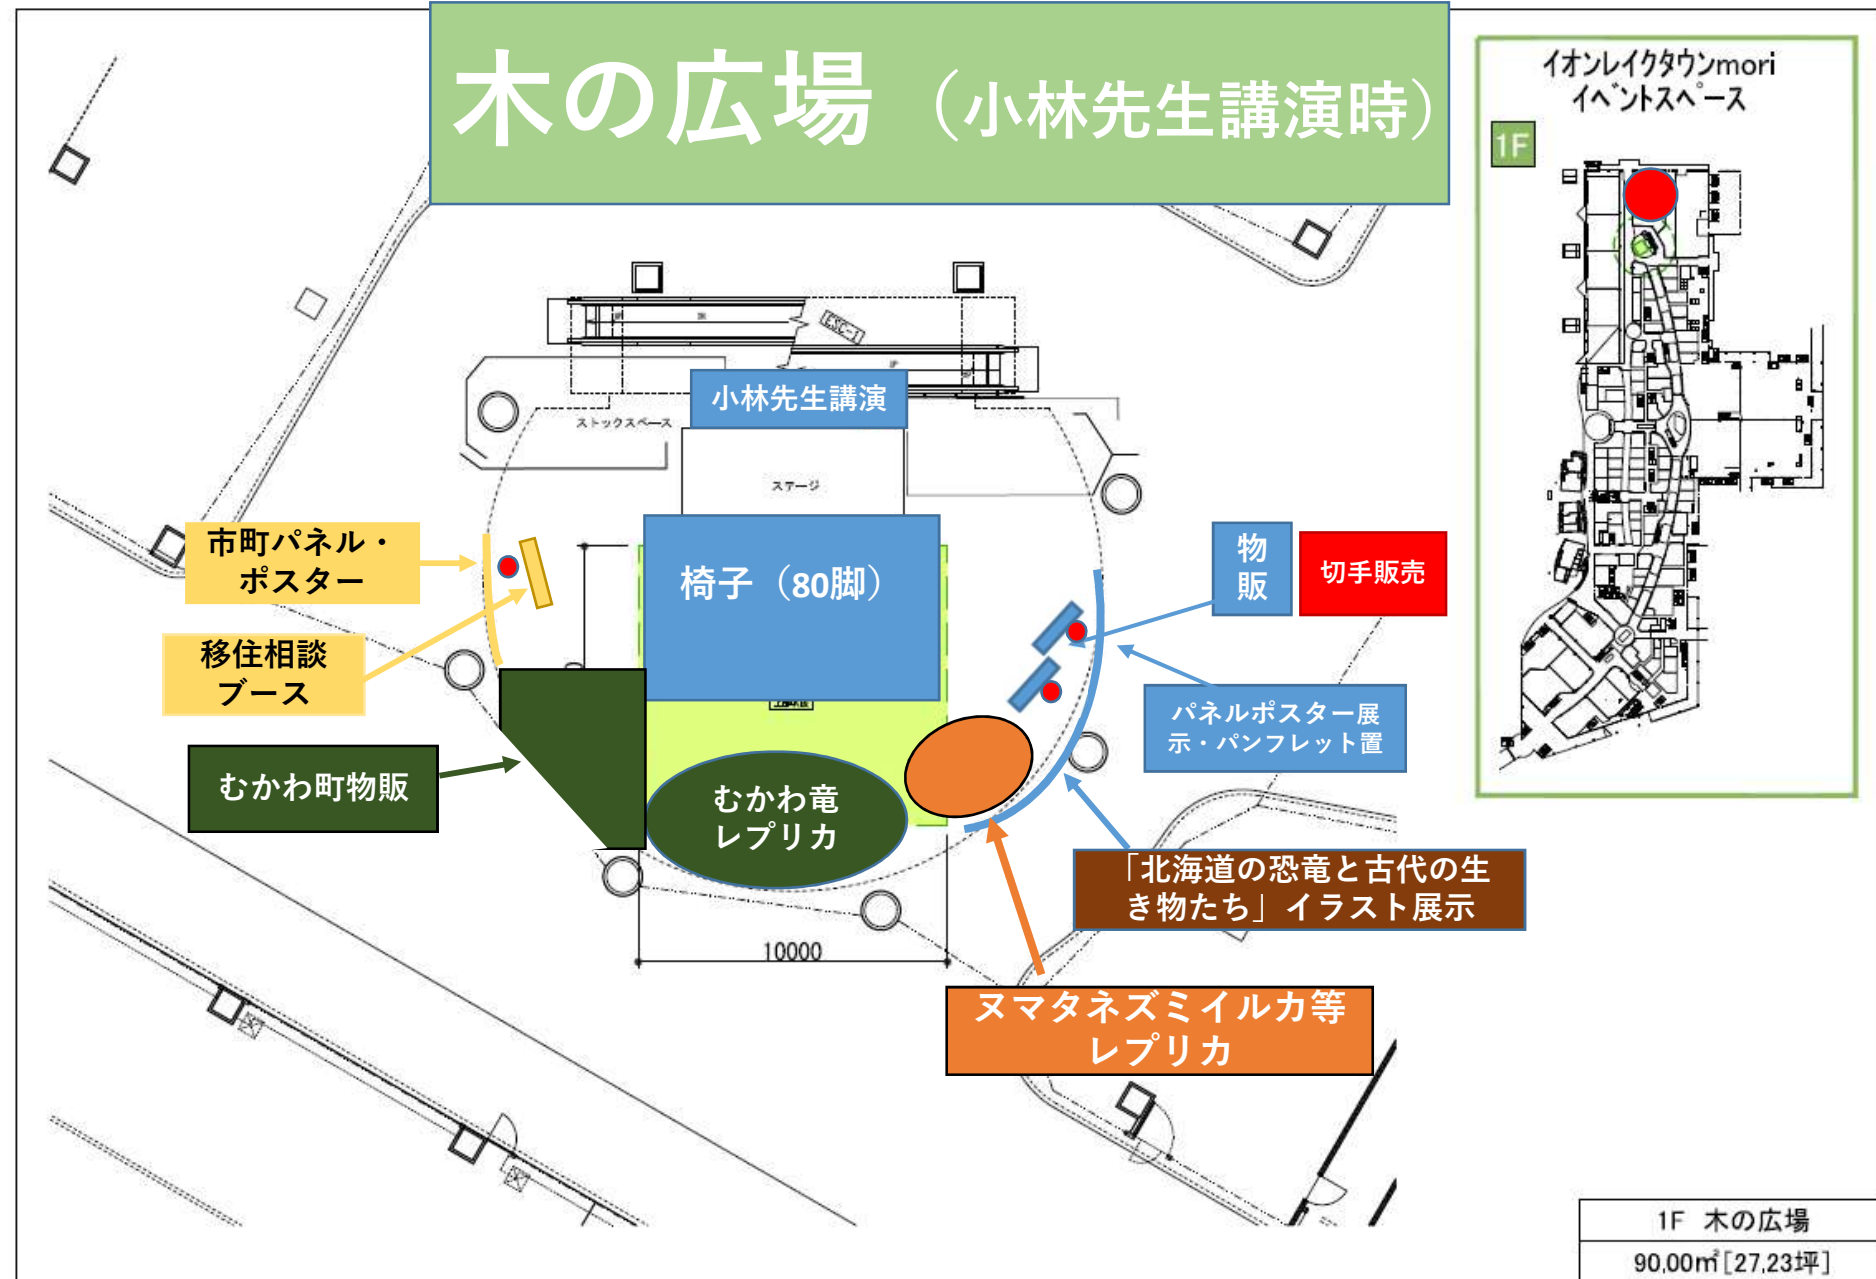 木の広場（小林先生講演時）
イオンレイクタウンmori
イベントスペース
1F
ESC-1
小林先生講演
ストックスペース
ステージ
市町パネル・
ポスター
椅子（80脚）
物
販
切手販売
移住相談
ブース
パネルポスター展
示・パンフレット置
むかわ町物販
むかわ竜
レプリカ
「北海道の恐竜と古代の生
き物たち」イラスト展示
10000
ヌマタネズミイルカ等
レプリカ
1F 木の広場
90,00㎡[27,23坪]